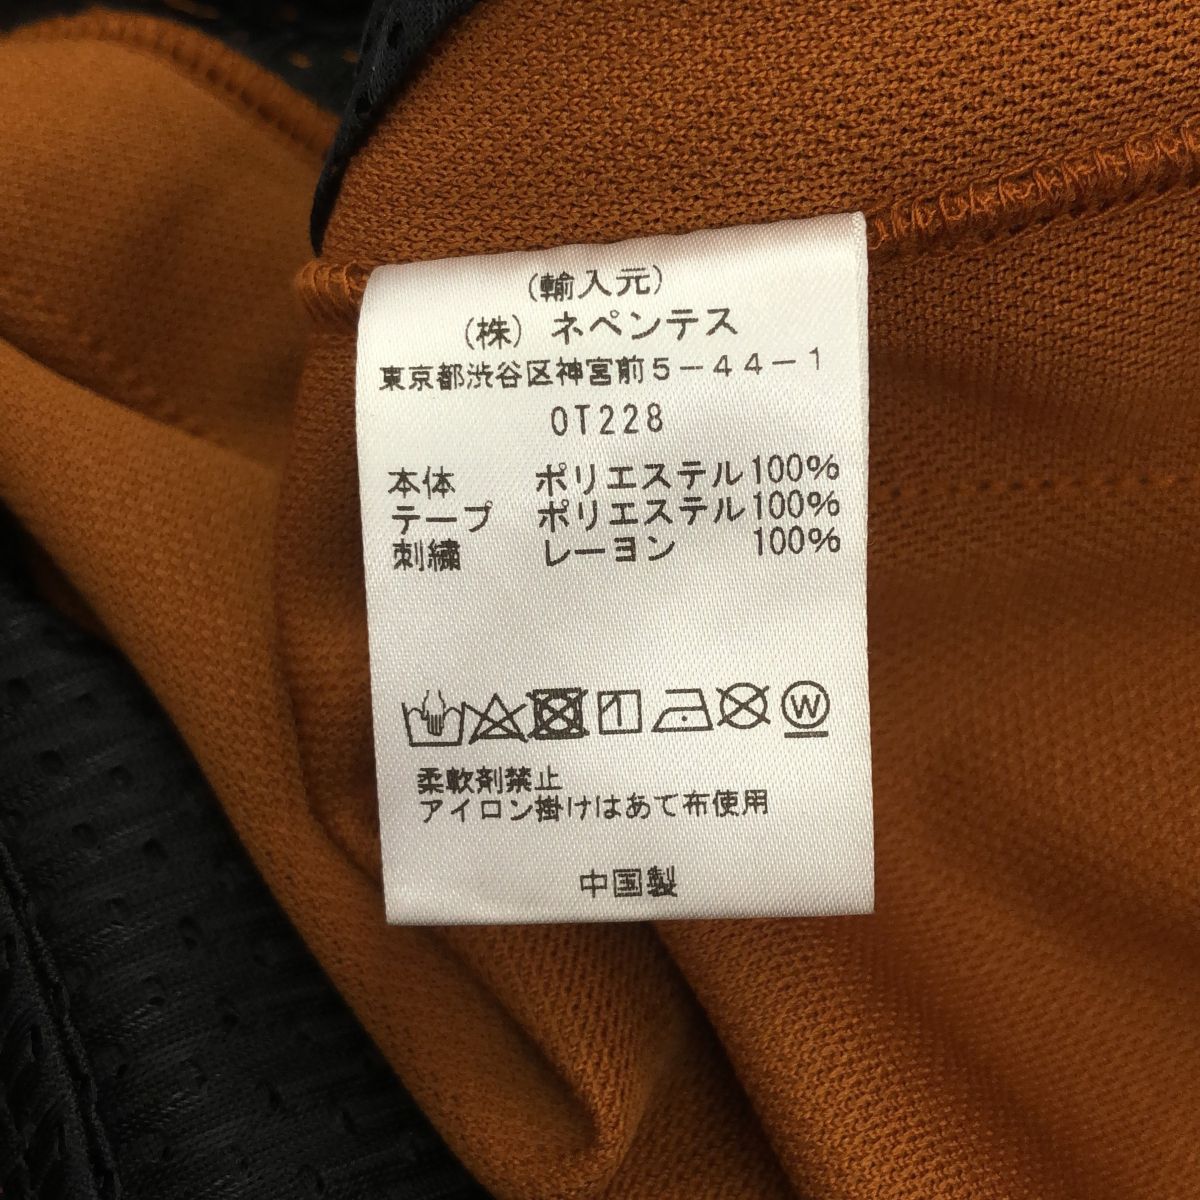 (輸入元)
(株) ネペンテス
東京都渋谷区神宮前5-44-1
OT228
本体 ポリエステル100%
テープ ポリエステル100%
刺繍 レーヨン 100%
W
柔軟剤禁止
アイロン掛けはあて布使用
中国製